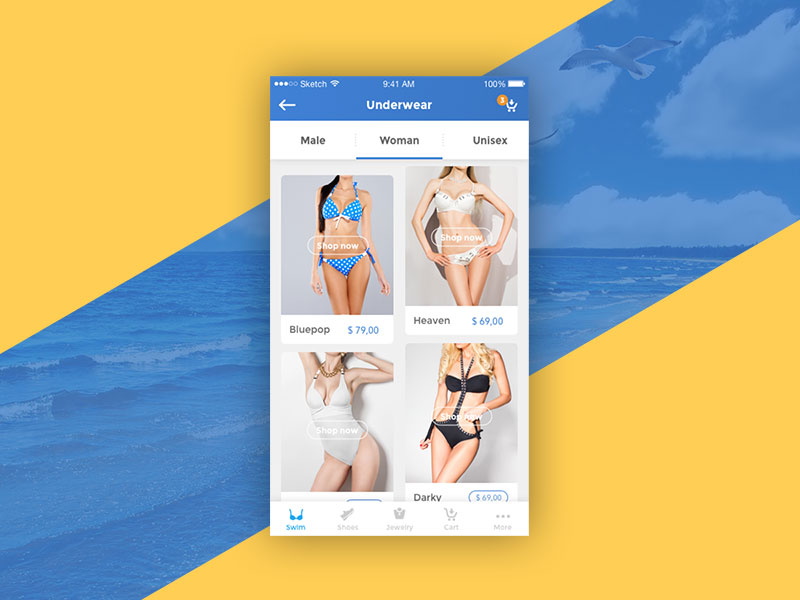 Sketch 9:41 AM 100%
Underwear 3
Male Woman Unisex
Shop now Shop now
Bluepop $ 79,00 Heaven $ 69,00
Shop now Shop now
Darky $ 69,00
Swim Shoes Jewelry Cart More